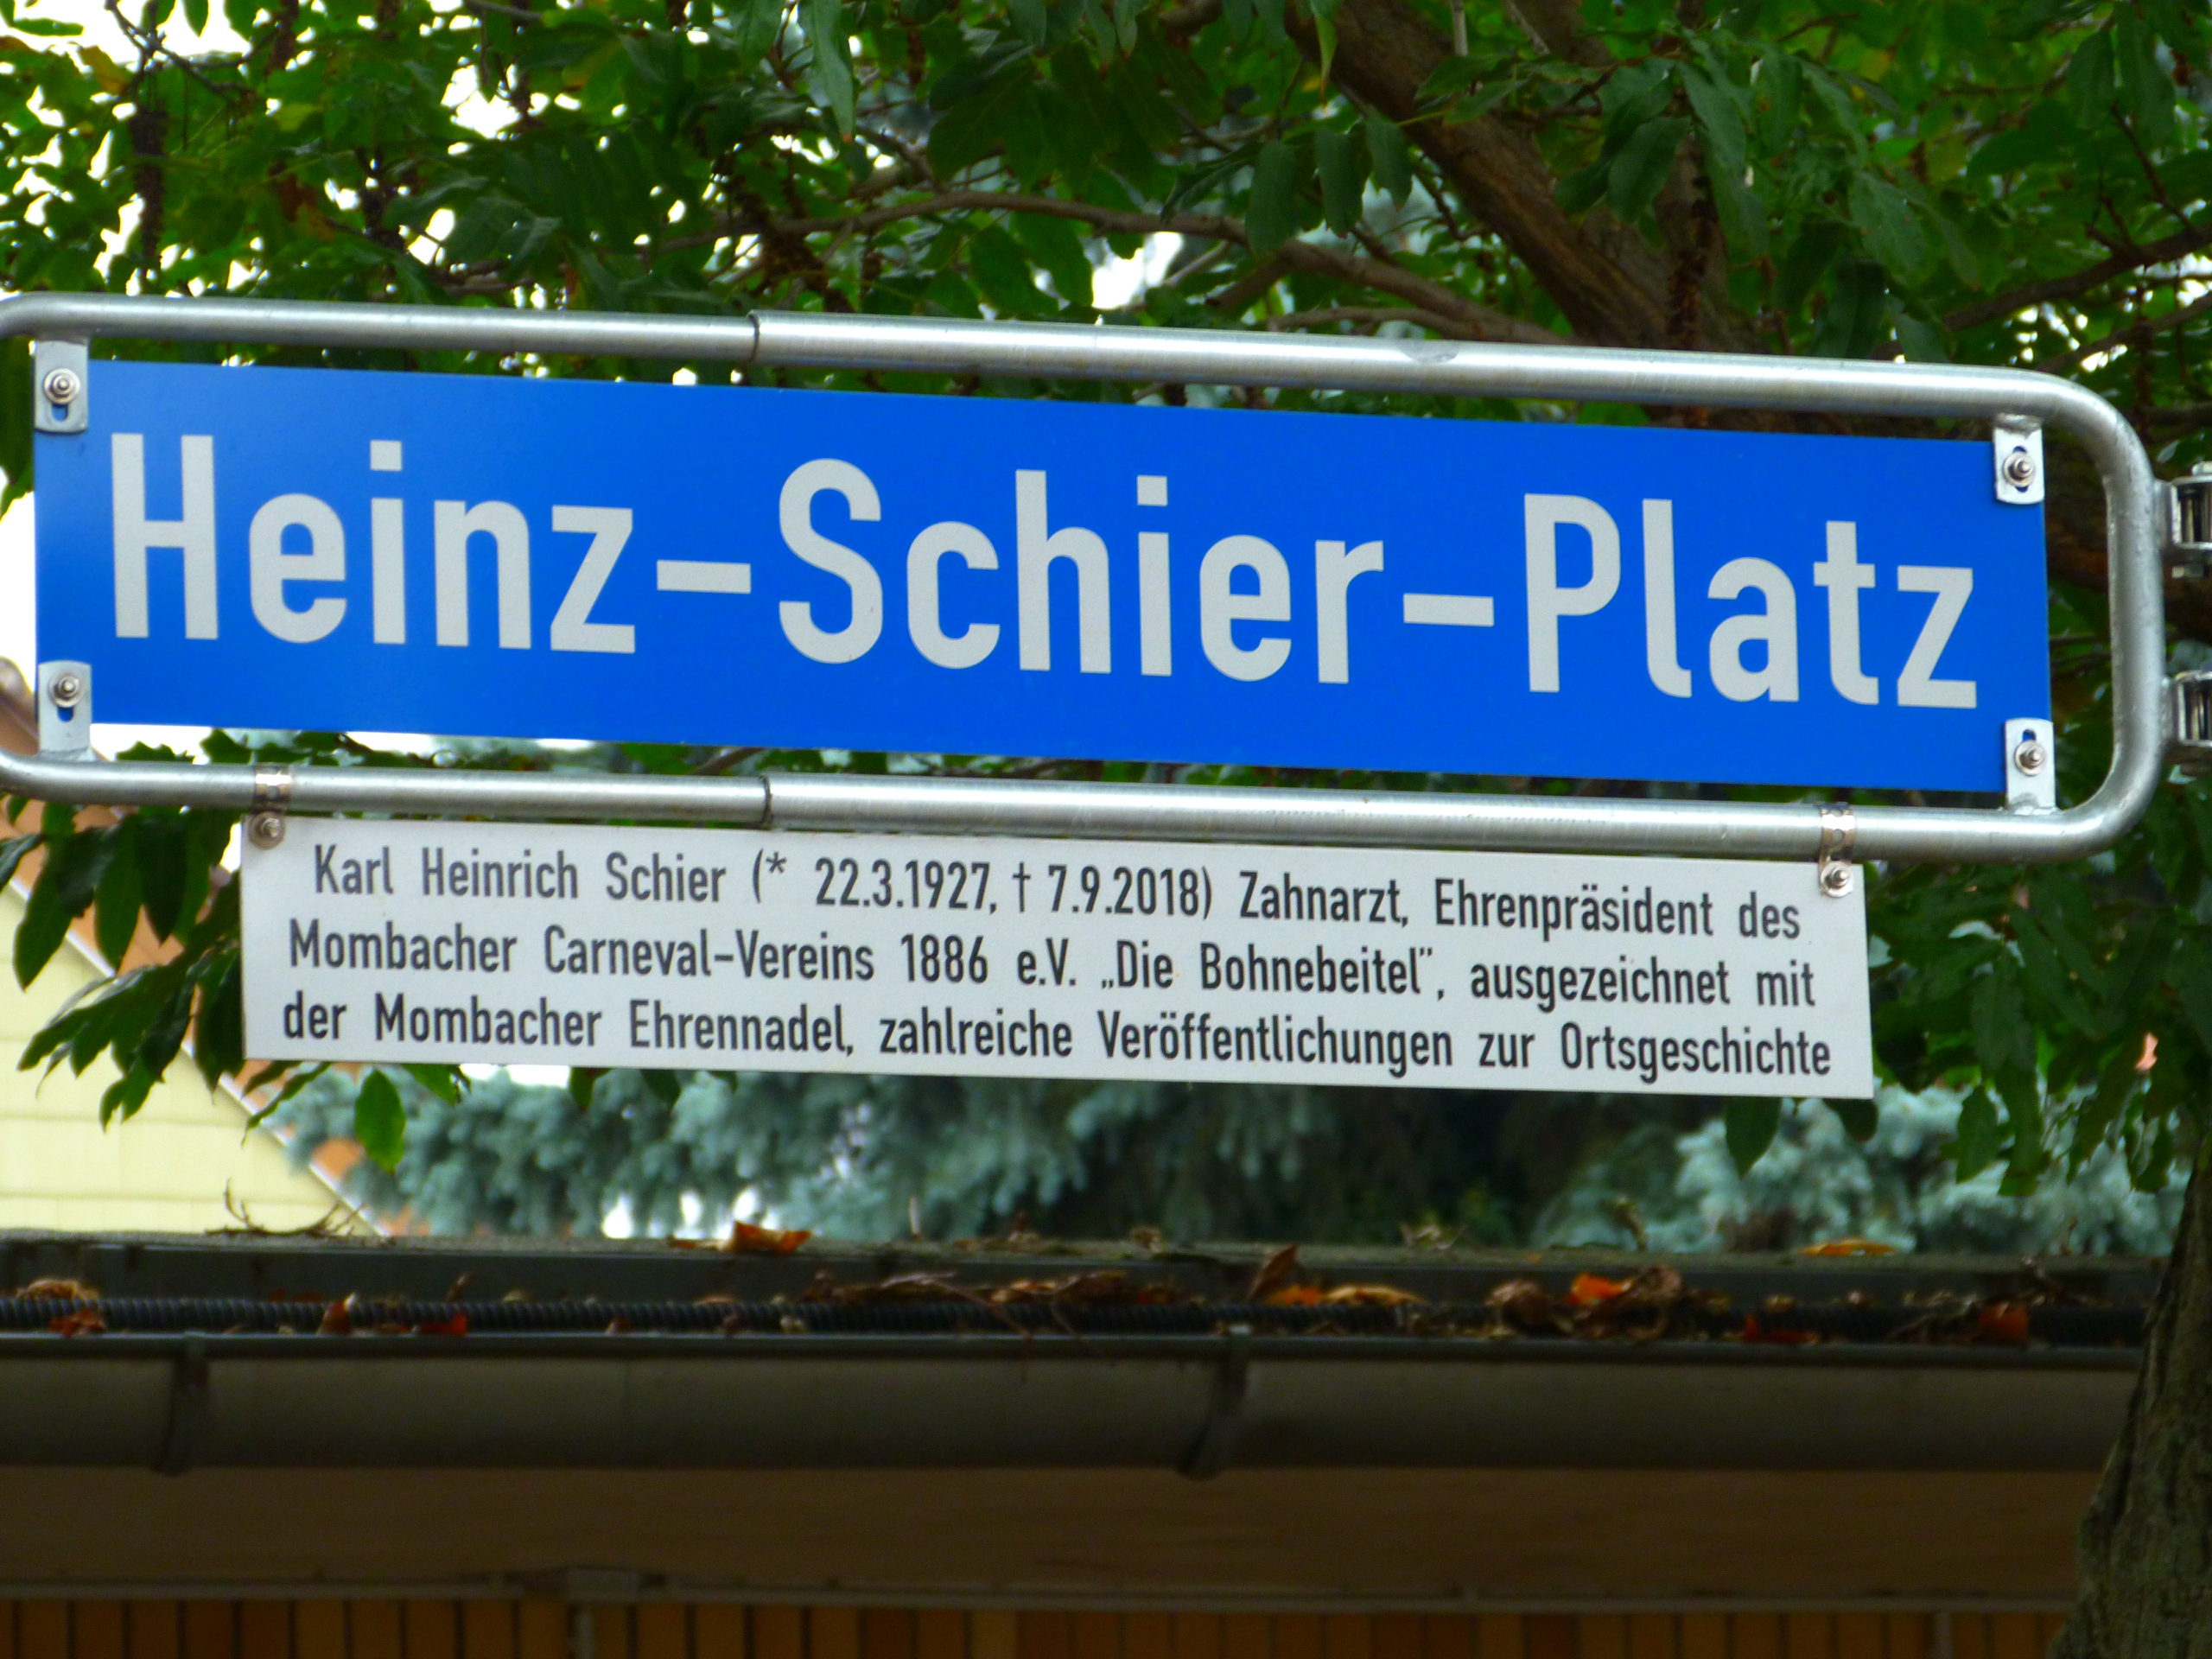 Heinz-Schier-Platz
Karl Heinrich Schier (* 22.3.1927, † 7.9.2018) Zahnarzt, Ehrenpräsident des
Mombacher Carneval-Vereins 1886 e.V. „Die Bohnebeitel", ausgezeichnet mit
der Mombacher Ehrennadel, zahlreiche Veröffentlichungen zur Ortsgeschichte